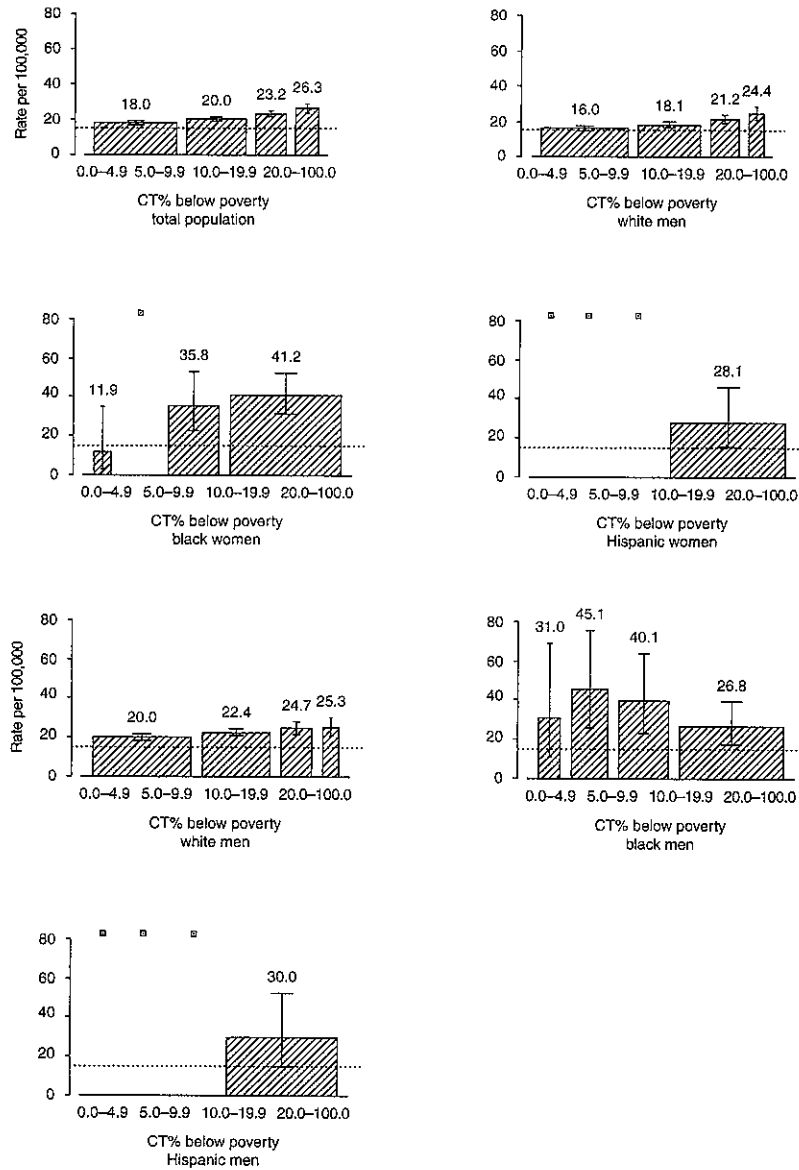 Rate per 100,000
80
60
40
20
0
18.0
20.0
23.2
26.3
0.0–4.9 5.0–9.9 10.0–19.9 20.0–100.0
CT% below poverty
total population
80
60
40
20
0
16.0
18.1
21.2
24.4
0.0–4.9 5.0–9.9 10.0–19.9 20.0–100.0
CT% below poverty
white men
80
60
40
20
0
11.9
35.8
41.2
0.0–4.9 5.0–9.9 10.0–19.9 20.0–100.0
CT% below poverty
black women
80
60
40
20
0
28.1
0.0–4.9 5.0–9.9 10.0–19.9 20.0–100.0
CT% below poverty
Hispanic women
Rate per 100,000
80
60
40
20
0
20.0
22.4
24.7
25.3
0.0–4.9 5.0–9.9 10.0–19.9 20.0–100.0
CT% below poverty
white men
80
60
40
20
0
31.0
45.1
40.1
26.8
0.0–4.9 5.0–9.9 10.0–19.9 20.0–100.0
CT% below poverty
black men
80
60
40
20
0
30.0
0.0–4.9 5.0–9.9 10.0–19.9 20.0–100.0
CT% below poverty
Hispanic men